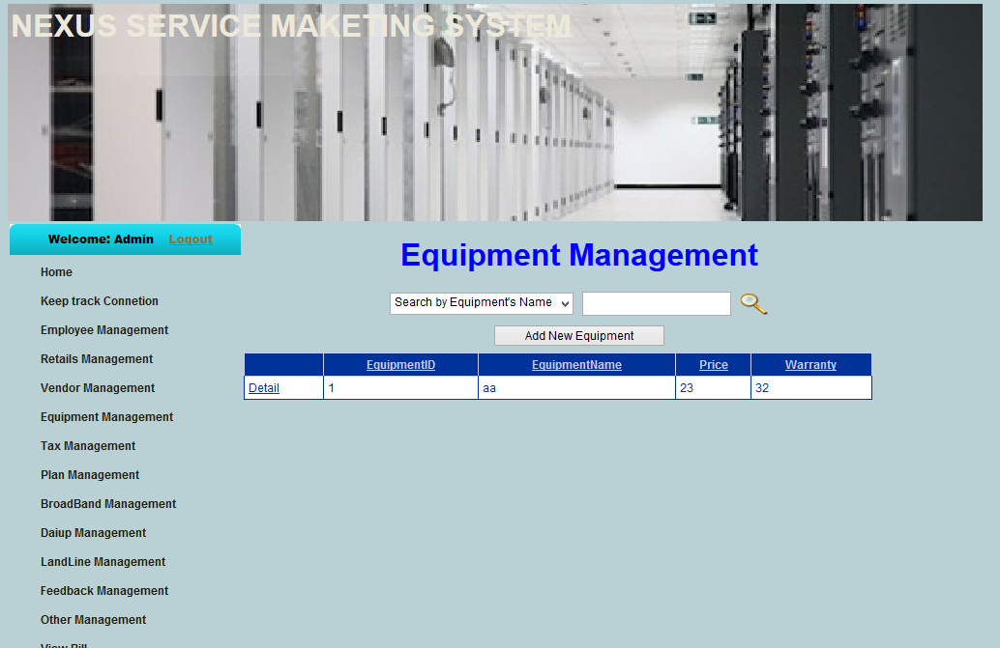 NEXUS SERVICE MAKETING SYSTEM
Welcome: Admin Logout
Home
Keep track Connetion
Employee Management
Retails Management
Vendor Management
Equipment Management
Tax Management
Plan Management
BroadBand Management
Daiup Management
LandLine Management
Feedback Management
Other Management
View Bill
Equipment Management
Search by Equipment's Name
Add New Equipment
EquipmentID EquipmentName Price Warranty
Detail 1 aa 23 32